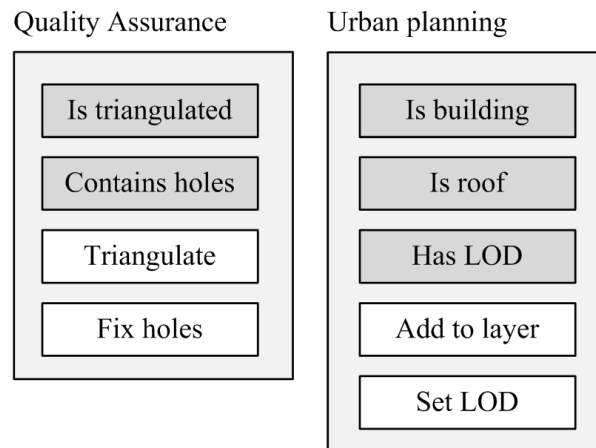 Quality Assurance
Is triangulated
Contains holes
Triangulate
Fix holes
Urban planning
Is building
Is roof
Has LOD
Add to layer
Set LOD